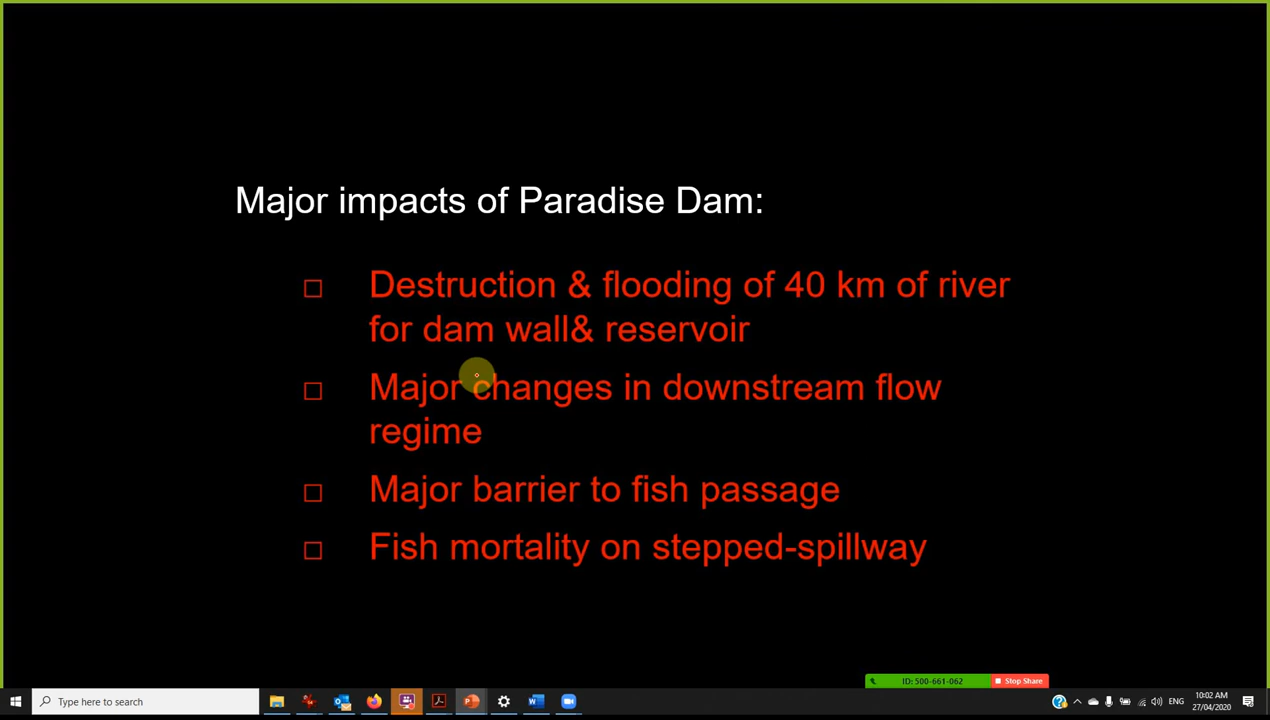 Major impacts of Paradise Dam:
Destruction & flooding of 40 km of river
for dam wall& reservoir
Major changes in downstream flow
regime
Major barrier to fish passage
Fish mortality on stepped-spillway
ID: 500-661-062
Stop Share
Type here to search
ENG
10:02 AM
27/04/2020